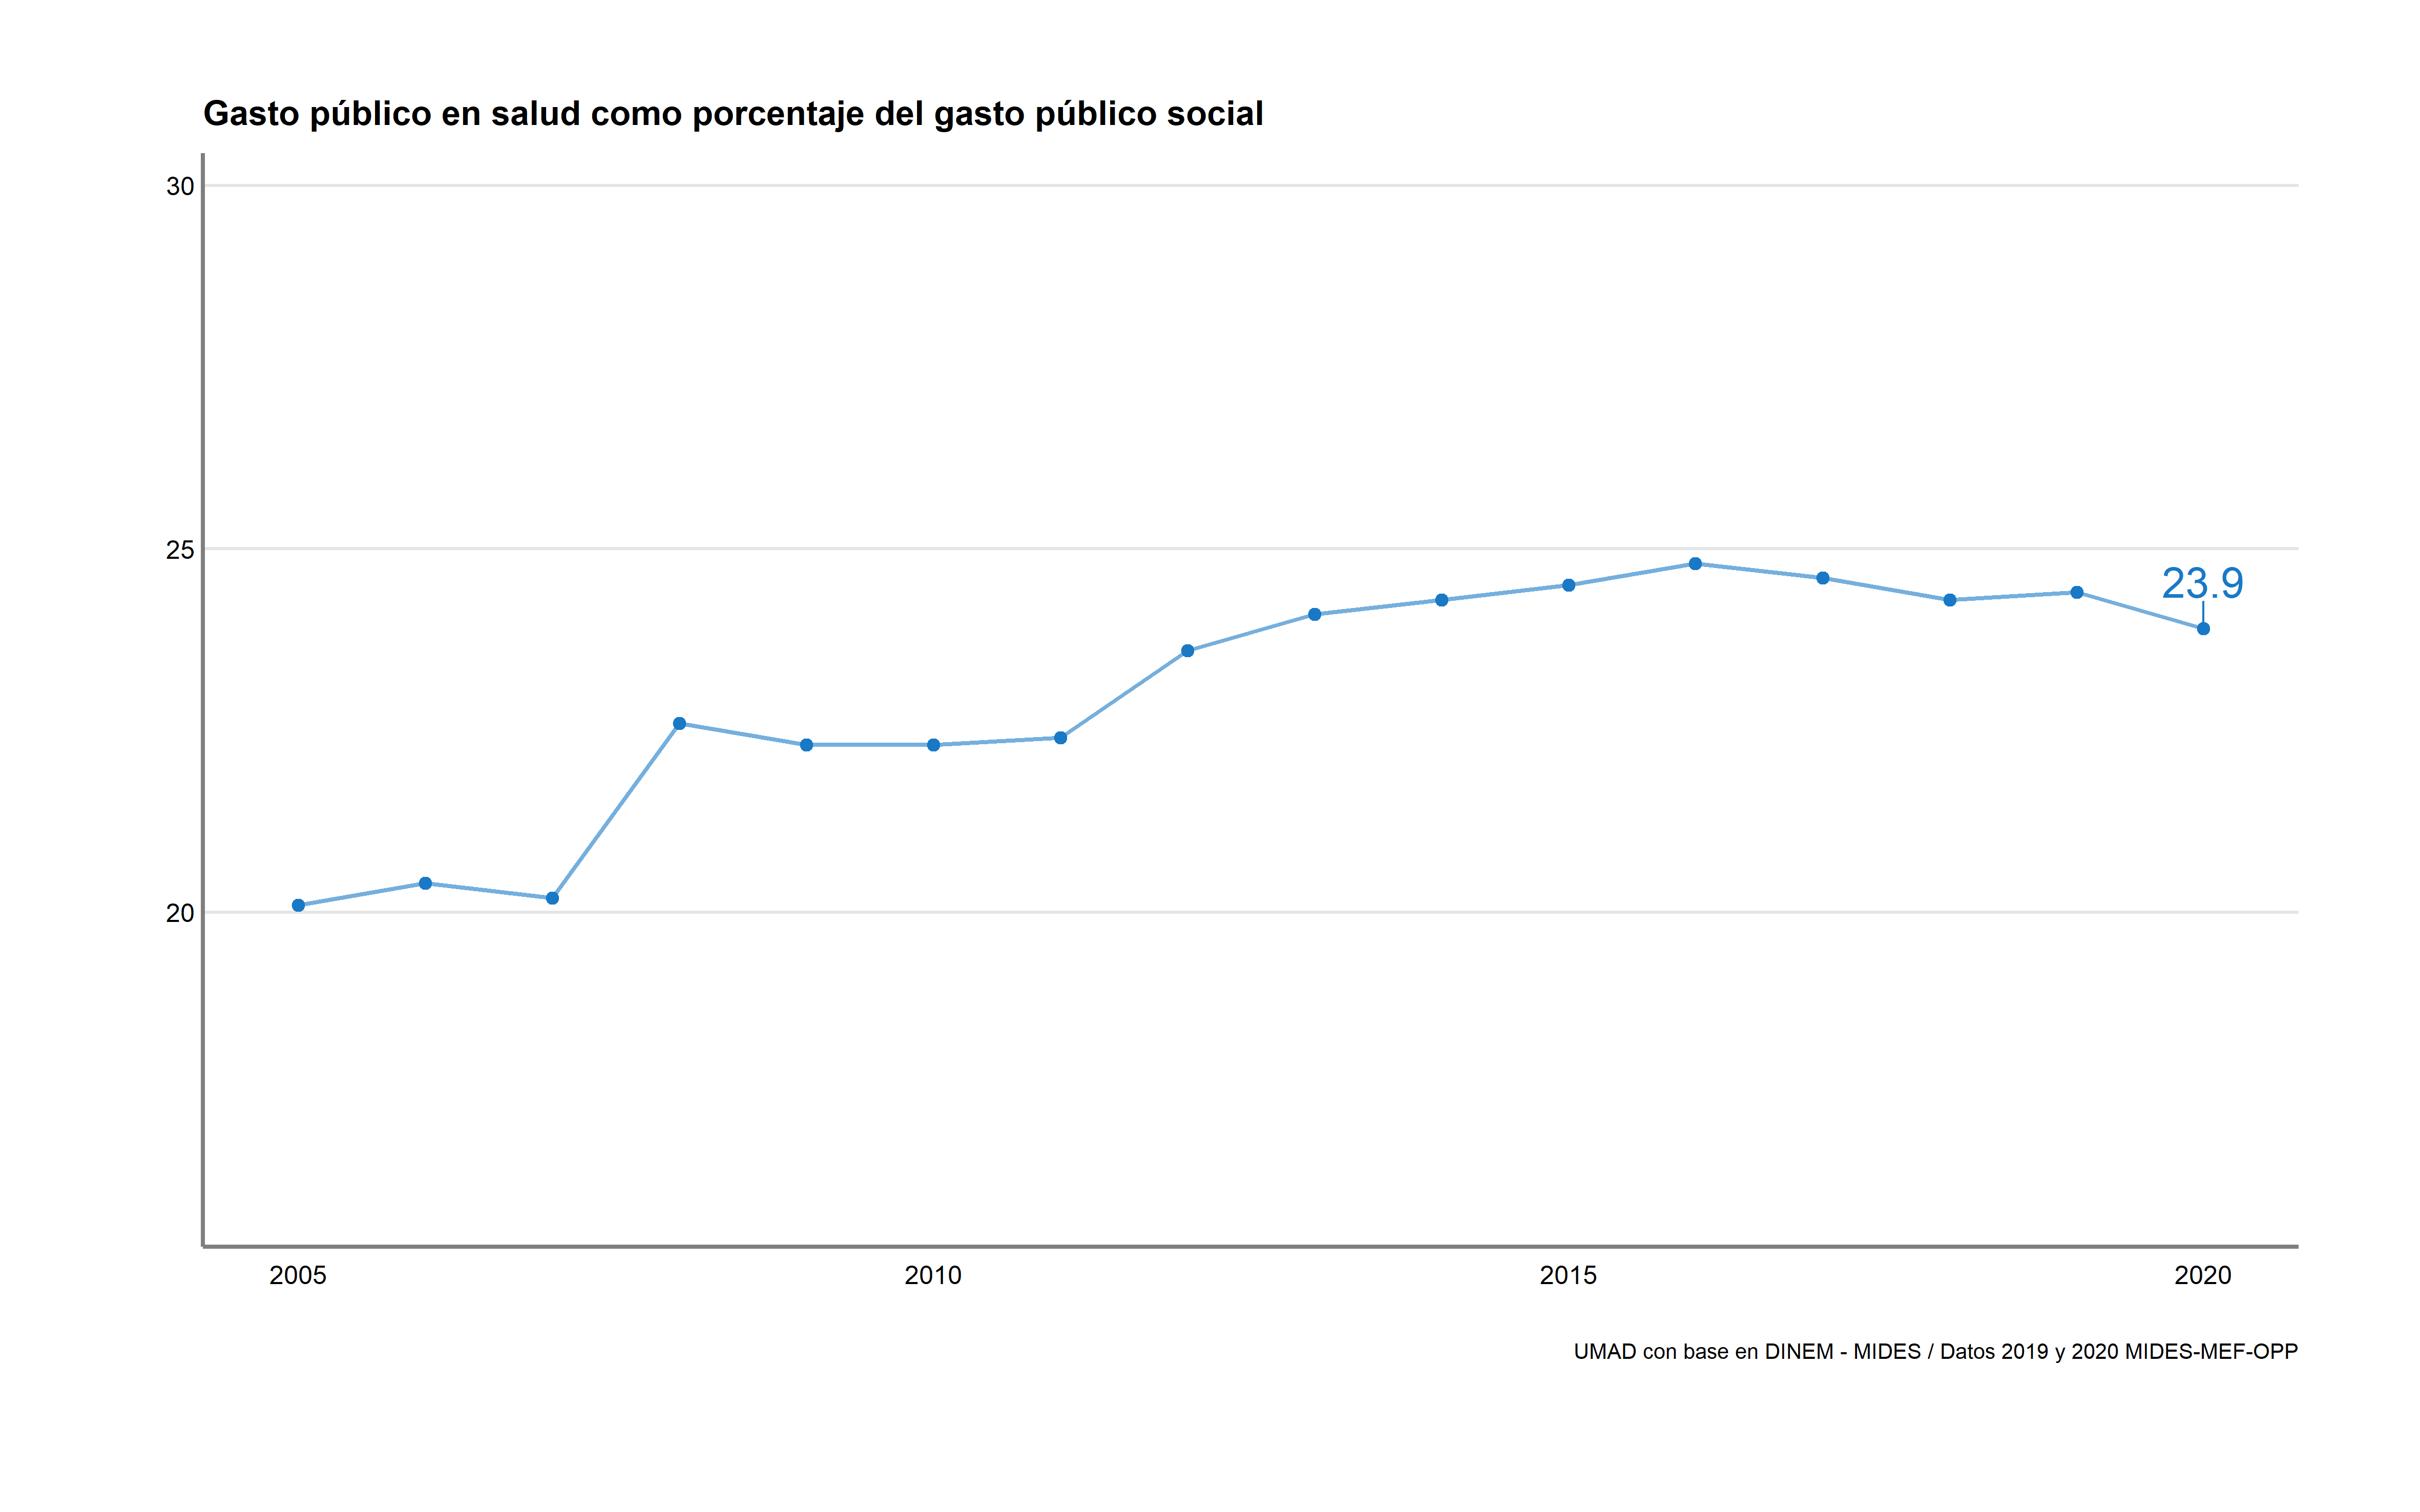 Gasto público en salud como porcentaje del gasto público social
30
25
23.9
20
2005 2010 2015 2020
UMAD con base en DINEM - MIDES / Datos 2019 y 2020 MIDES-MEF-OPP